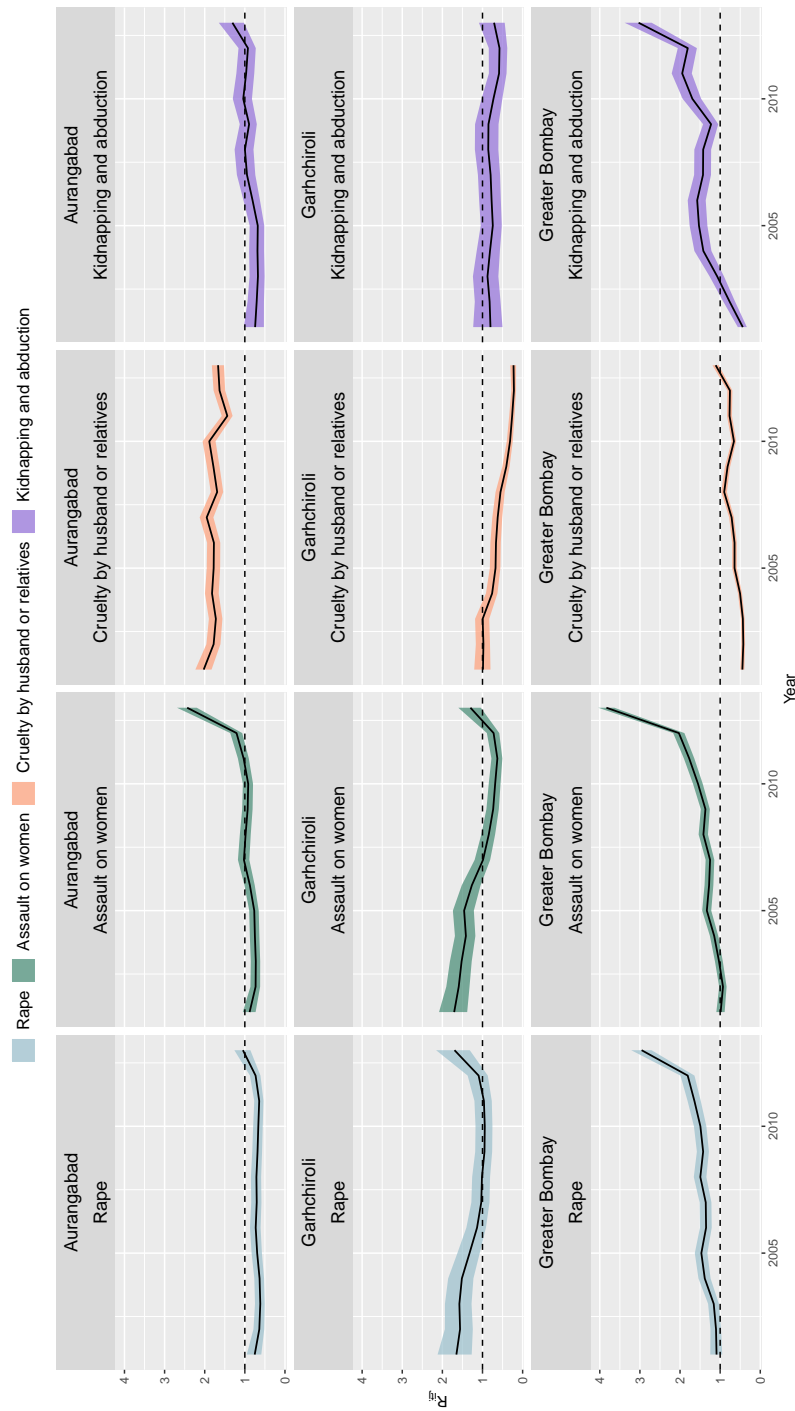 Rape Assault on women Cruelty by husband or relatives Kidnapping and abduction
Aurangabad Aurangabad Aurangabad Aurangabad
Rape Assault on women Cruelty by husband or relatives Kidnapping and abduction
4
3
2
1
0
Garhchiroli Garhchiroli Garhchiroli Garhchiroli
Rape Assault on women Cruelty by husband or relatives Kidnapping and abduction
4
3
2
Ritj
1
0
Greater Bombay Greater Bombay Greater Bombay Greater Bombay
Rape Assault on women Cruelty by husband or relatives Kidnapping and abduction
4
3
2
1
0
2005 2010 2005 2010 2005 2010 2005 2010
Year